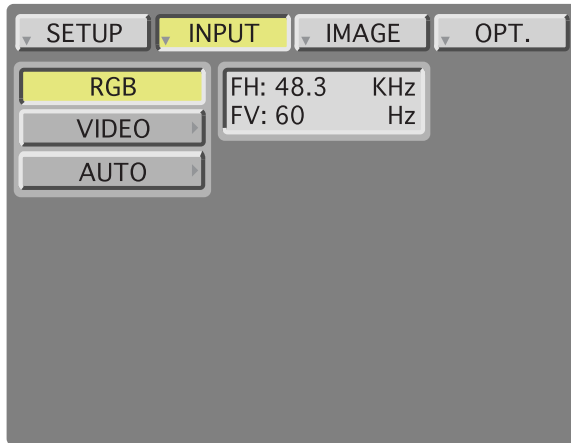 SETUP INPUT IMAGE OPT.
RGB
VIDEO
AUTO
FH: 48.3 KHz
FV: 60 Hz